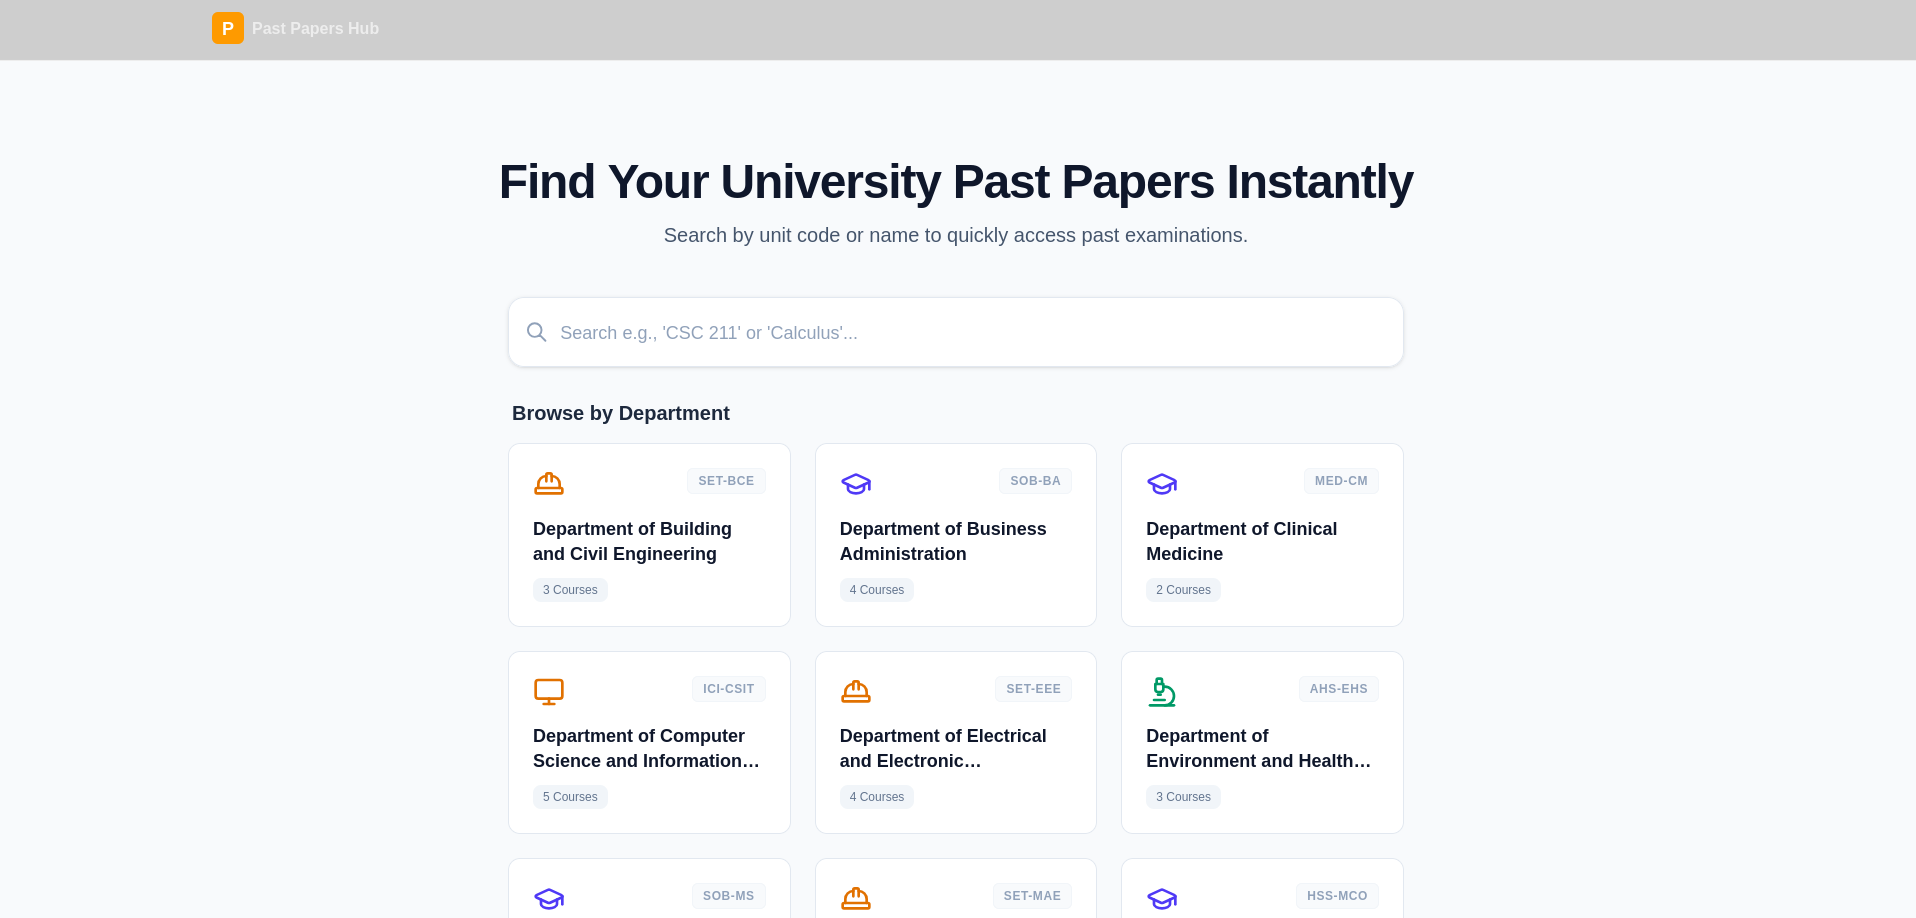 P
Past Papers Hub
Find Your University Past Papers Instantly
Search by unit code or name to quickly access past examinations.
Search e.g., 'CSC 211' or 'Calculus'...
Browse by Department
SET-BCE
Department of Building
and Civil Engineering
3 Courses
SOB-BA
Department of Business
Administration
4 Courses
MED-CM
Department of Clinical
Medicine
2 Courses
ICI-CSIT
Department of Computer
Science and Information…
5 Courses
SET-EEE
Department of Electrical
and Electronic…
4 Courses
AHS-EHS
Department of
Environment and Health…
3 Courses
SOB-MS
SET-MAE
HSS-MCO